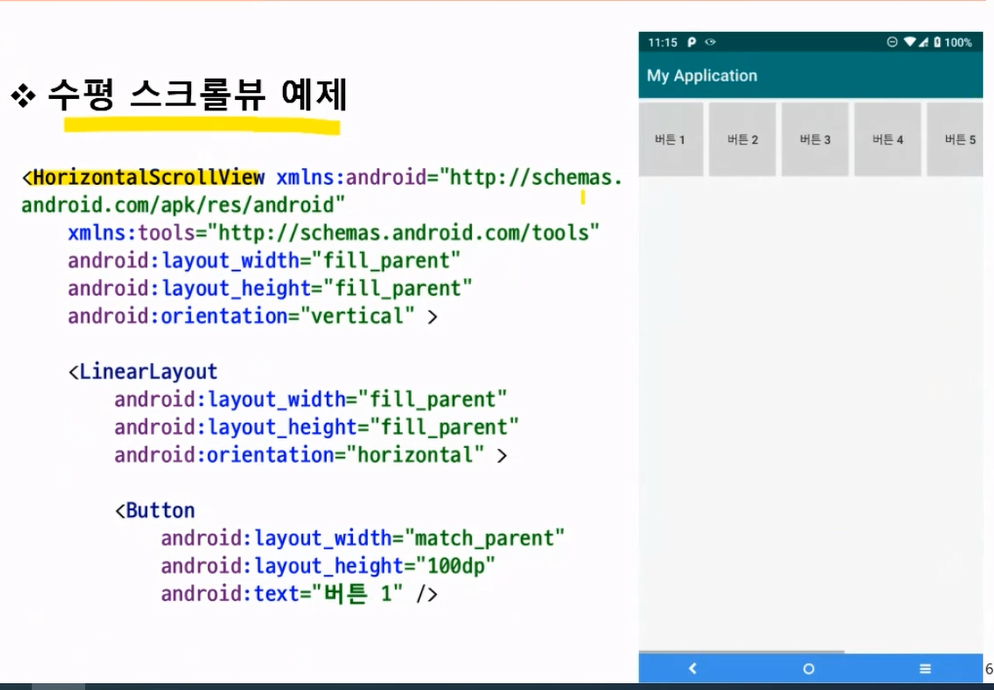 ❖ 수평 스크롤뷰 예제
<HorizontalScrollView xmlns:android="http://schemas.
android.com/apk/res/android"
xmlns:tools="http://schemas.android.com/tools"
android:layout_width="fill_parent"
android:layout_height="fill_parent"
android:orientation="vertical" >
<LinearLayout
android:layout_width="fill_parent"
android:layout_height="fill_parent"
android:orientation="horizontal" >
<Button
android:layout_width="match_parent"
android:layout_height="100dp"
android:text="버튼 1" />
11:15 100%
My Application
버튼 1 버튼 2 버튼 3 버튼 4 버튼 5
6